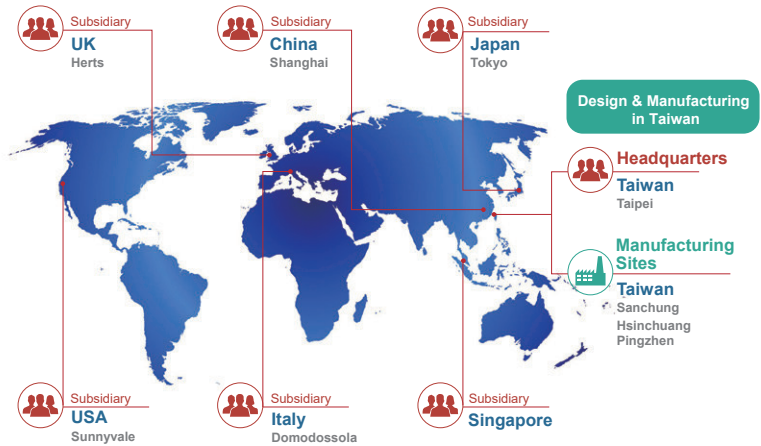 Subsidiary
UK
Herts
Subsidiary
China
Shanghai
Subsidiary
Japan
Tokyo
Design & Manufacturing
in Taiwan
Headquarters
Taiwan
Taipei
Manufacturing
Sites
Taiwan
Sanchung
Hsinchuang
Pingzhen
Subsidiary
USA
Sunnyvale
Subsidiary
Italy
Domodossola
Subsidiary
Singapore